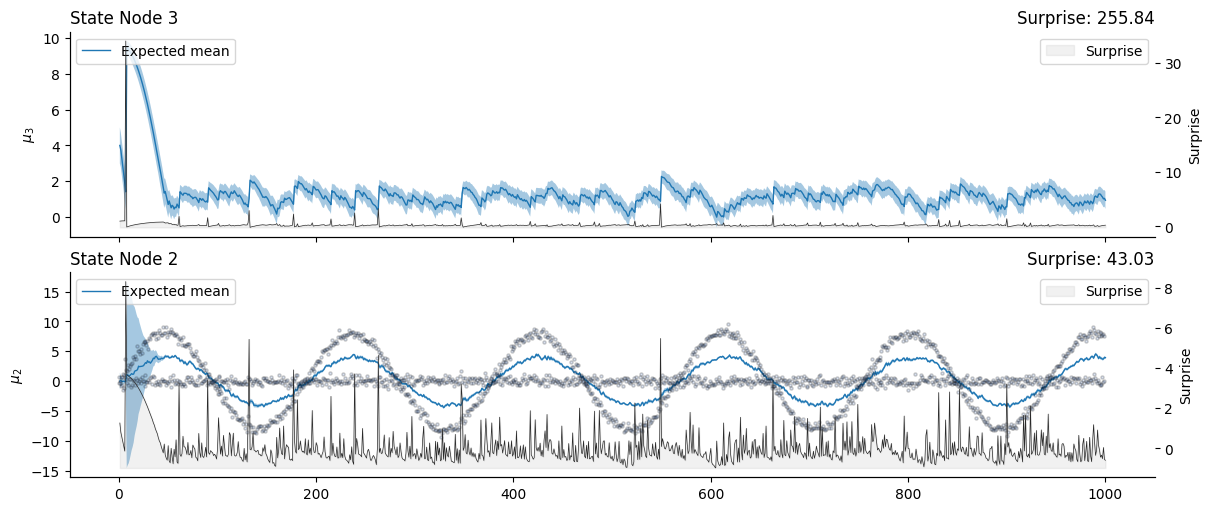 State Node 3
Surprise: 255.84
Expected mean
Surprise
10
8
6
4
2
0
μ3
30
20
10
0
Surprise
State Node 2
Surprise: 43.03
Expected mean
Surprise
15
10
5
0
−5
−10
−15
μ2
8
6
4
2
0
Surprise
0 200 400 600 800 1000